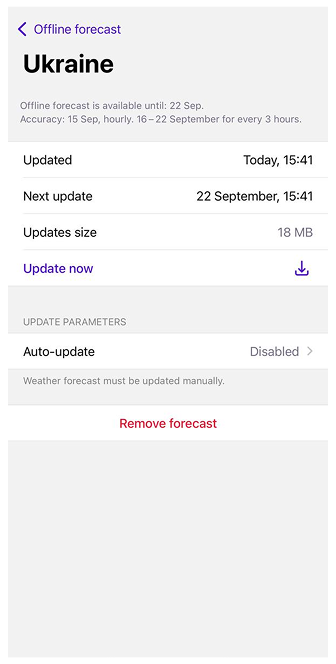 Offline forecast
Ukraine
Offline forecast is available until: 22 Sep.
Accuracy: 15 Sep, hourly. 16 – 22 September for every 3 hours.
Updated Today, 15:41
Next update 22 September, 15:41
Updates size 18 MB
Update now
UPDATE PARAMETERS
Auto-update Disabled
Weather forecast must be updated manually.
Remove forecast